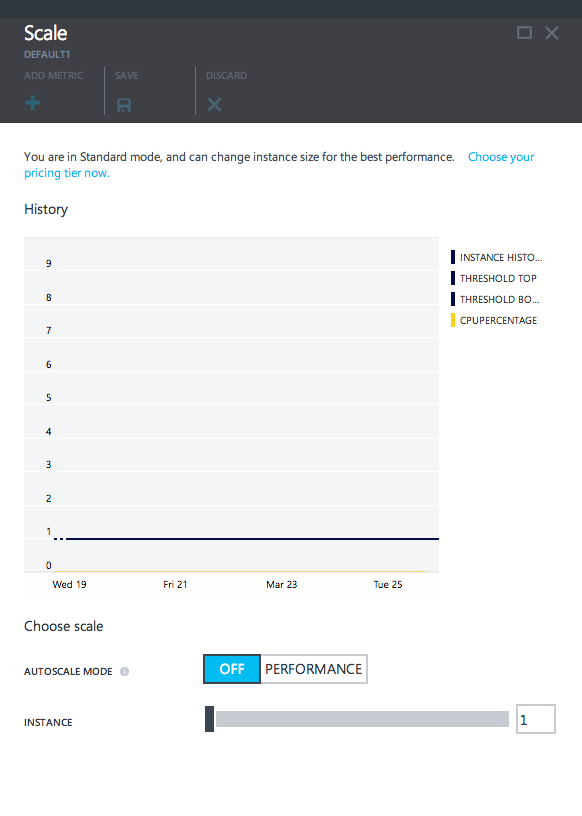 Scale
DEFAULT1
ADD METRIC
SAVE
DISCARD
You are in Standard mode, and can change instance size for the best performance. Choose your
pricing tier now.
History
INSTANCE HISTO...
THRESHOLD TOP
THRESHOLD BO...
CPUPERCENTAGE
9
8
7
6
5
4
3
2
1
0
Wed 19 Fri 21 Mar 23 Tue 25
Choose scale
AUTOSCALE MODE OFF PERFORMANCE
INSTANCE 1